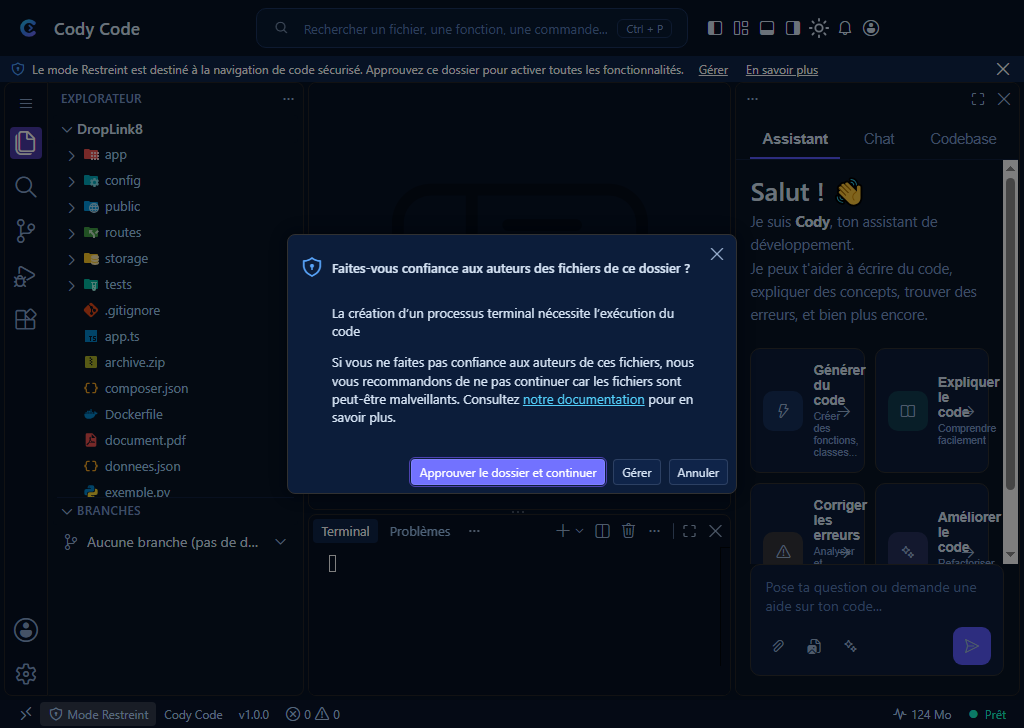 Cody Code
Rechercher un fichier, une fonction, une commande...
Ctrl + P
Le mode Restreint est destiné à la navigation de code sécurisé. Approuvez ce dossier pour activer toutes les fonctionnalités. Gérer En savoir plus
EXPLORATEUR
DropLink8
app
config
public
routes
storage
tests
.gitignore
app.ts
archive.zip
composer.json
Dockerfile
document.pdf
donnees.json
exemple.py
BRANCHES
Aucune branche (pas de d...
Faites-vous confiance aux auteurs des fichiers de ce dossier ?
La création d'un processus terminal nécessite l'exécution du
code
Si vous ne faites pas confiance aux auteurs de ces fichiers, nous
vous recommandons de ne pas continuer car les fichiers sont
peut-être malveillants. Consultez notre documentation pour en
savoir plus.
Approuver le dossier et continuer
Gérer
Annuler
Terminal
Problèmes
Assistant
Chat
Codebase
Salut ! 👋
Je suis Cody, ton assistant de
développement.
Je peux t'aider à écrire du code,
expliquer des concepts, trouver des
erreurs, et bien plus encore.
Générer
du
code
Créer
des
fonctions,
classes...
Expliquer
le
code
Comprendre
facilement
Corriger
les
erreurs
Analyser
et
Améliorer
le
code
Refactoriser
Pose ta question ou demande une
aide sur ton code...
Mode Restreint
Cody Code
v1.0.0
0
0
124 Mo
Prêt